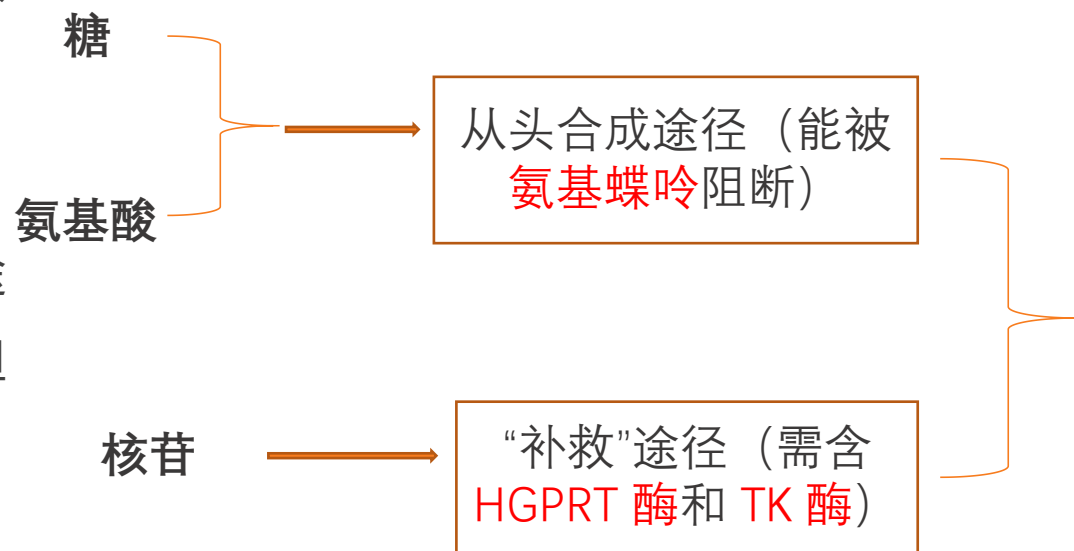 糖
从头合成途径（能被
氨基蝶呤阻断）
氨基酸
核苷
“补救”途径（需含
HGPRT 酶和 TK 酶）